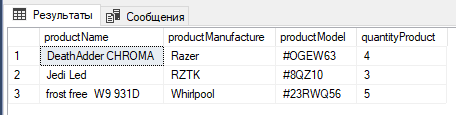 Результаты Сообщения
productName productManufacture productModel quantityProduct
1 DeathAdder CHROMA Razer #OGEW63 4
2 Jedi Led RZTK #8QZ10 3
3 frost free W9 931D Whirlpool #23RWQ56 5